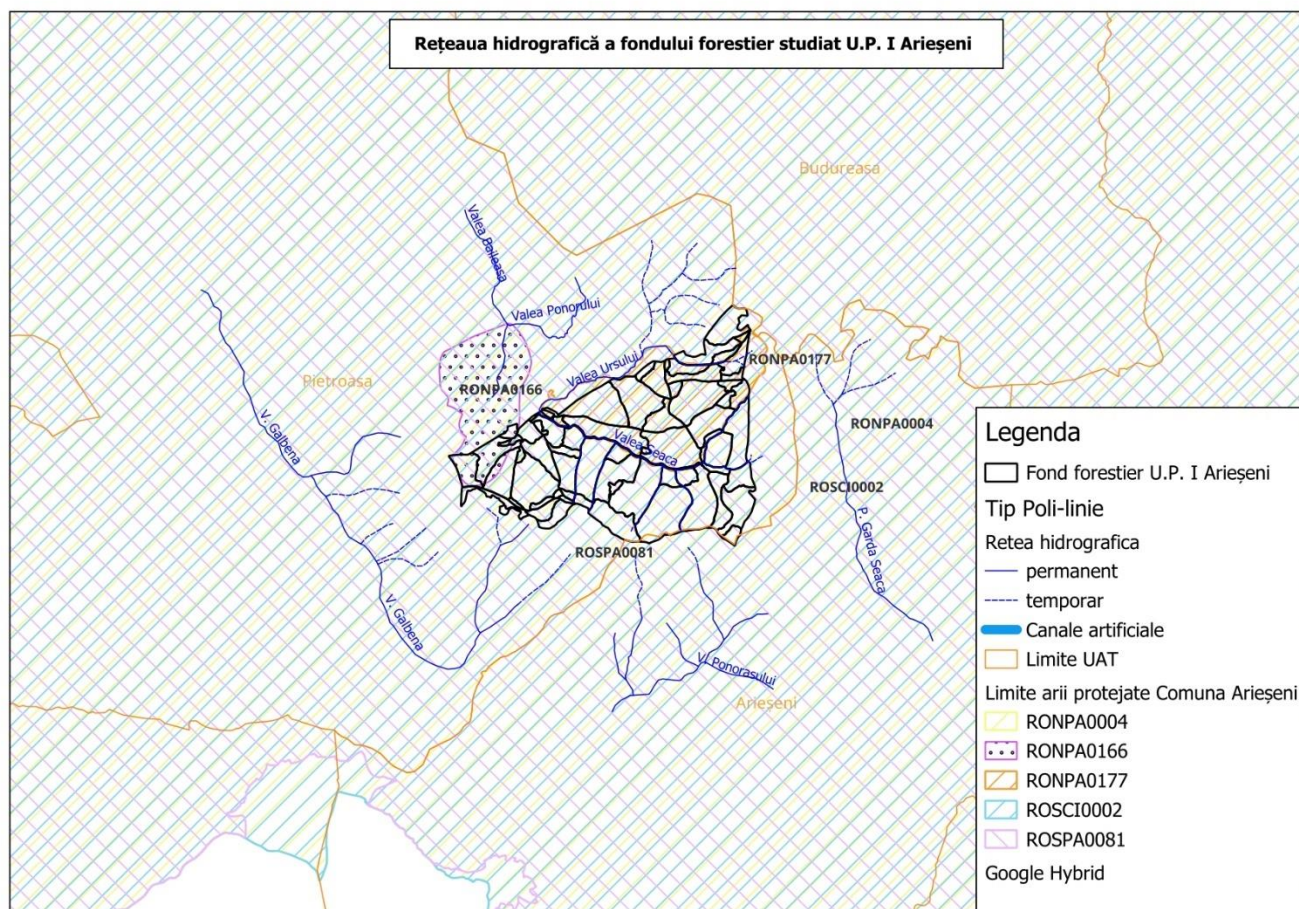 Rețeaua hidrografică a fondului forestier studiat U.P. I Arieșeni
Budureasa
Valea Baileasa
Valea Ponorului
Pietroasa
RONPA0166
Valea Ursului
RONPA0177
V. Galbena
RONPA0004
Valea Seaca
ROSCI0002
P. Garda Seaca
ROSPA0081
V. Galbena
V. Ponorasului
Arieșeni
Legenda
Fond forestier U.P. I Arieșeni
Tip Poli-linie
Retea hidrografica
permanent
temporar
Canale artificiale
Limite UAT
Limite arii protejate Comuna Arieșeni
RONPA0004
RONPA0166
RONPA0177
ROSCI0002
ROSPA0081
Google Hybrid